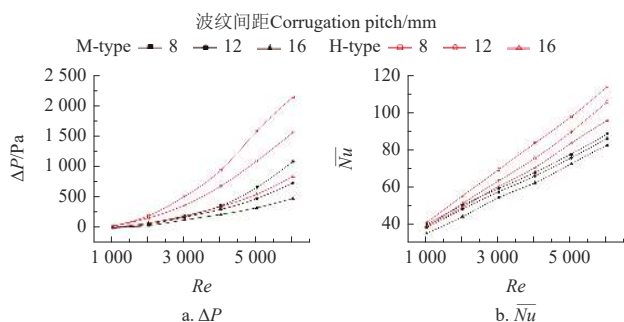 波纹间距Corrugation pitch/mm
M-type 8 12 16 H-type 8 12 16
2 500
2 000
1 500
1 000
500
0
ΔP/Pa
1 000 3 000 5 000
Re
a. ΔP
120
100
80
60
40
N̅u̅
1 000 3 000 5 000
Re
b. N̅u̅